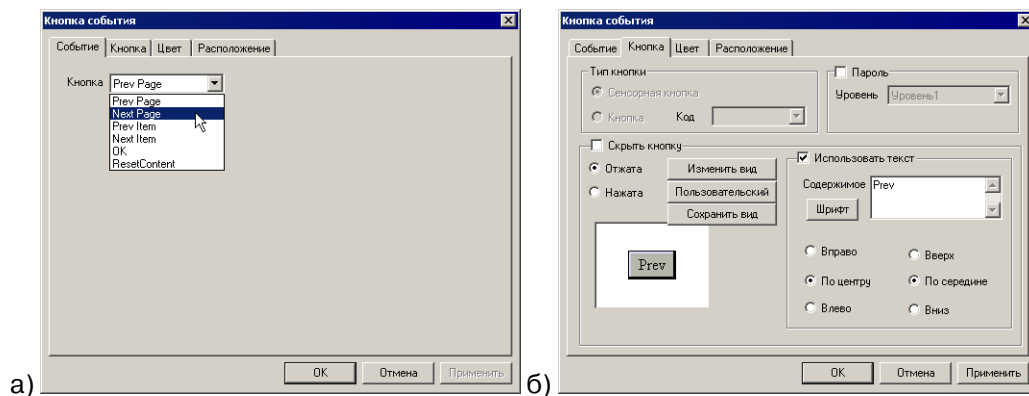 Кнопка события
Событие Кнопка Цвет Расположение
Кнопка Prev Page
Prev Page
Next Page
Prev Item
Next Item
OK
ResetContent
OK Отмена Применить
а)
Кнопка события
Событие Кнопка Цвет Расположение
Тип кнопки
Сенсорная кнопка
Кнопка Код
Пароль
Уровень Уровень1
Скрыть кнопку
Отжата
Нажата
Изменить вид
Пользовательский
Сохранить вид
Prev
Использовать текст
Содержимое Prev
Шрифт
Вправо Вверх
По центру По середине
Влево Вниз
OK Отмена Применить
б)